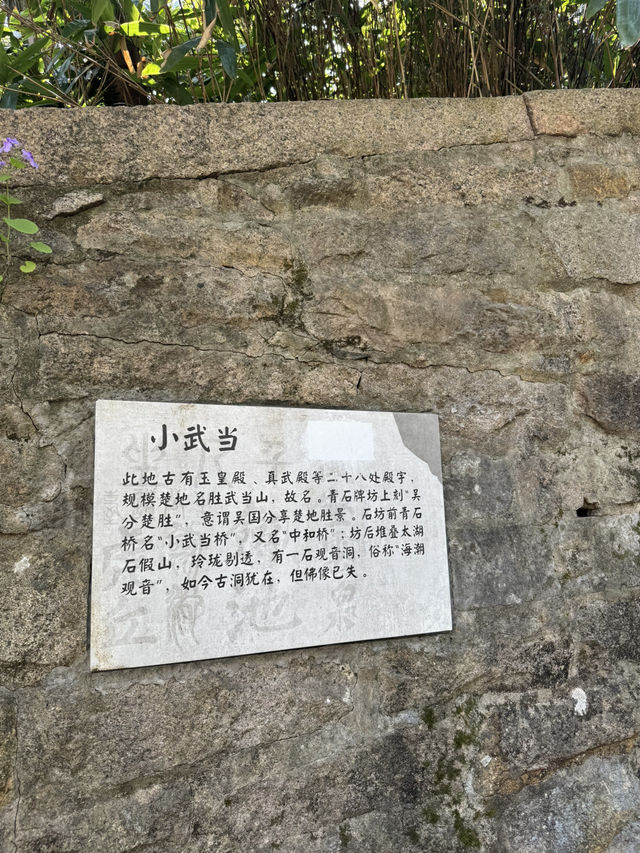 小武当
此地古有玉皇殿、真武殿等二十八处殿宇，
规模楚地名胜武当山，故名。青石牌坊上刻“吴
分楚胜”，意谓吴国分享楚地胜景。石坊前青石
桥名“小武当桥”，又名“中和桥”；坊后堆叠太湖
石假山，玲珑剔透，有一石观音洞，俗称“海潮
观音”，如今古洞犹在，但佛像已失。